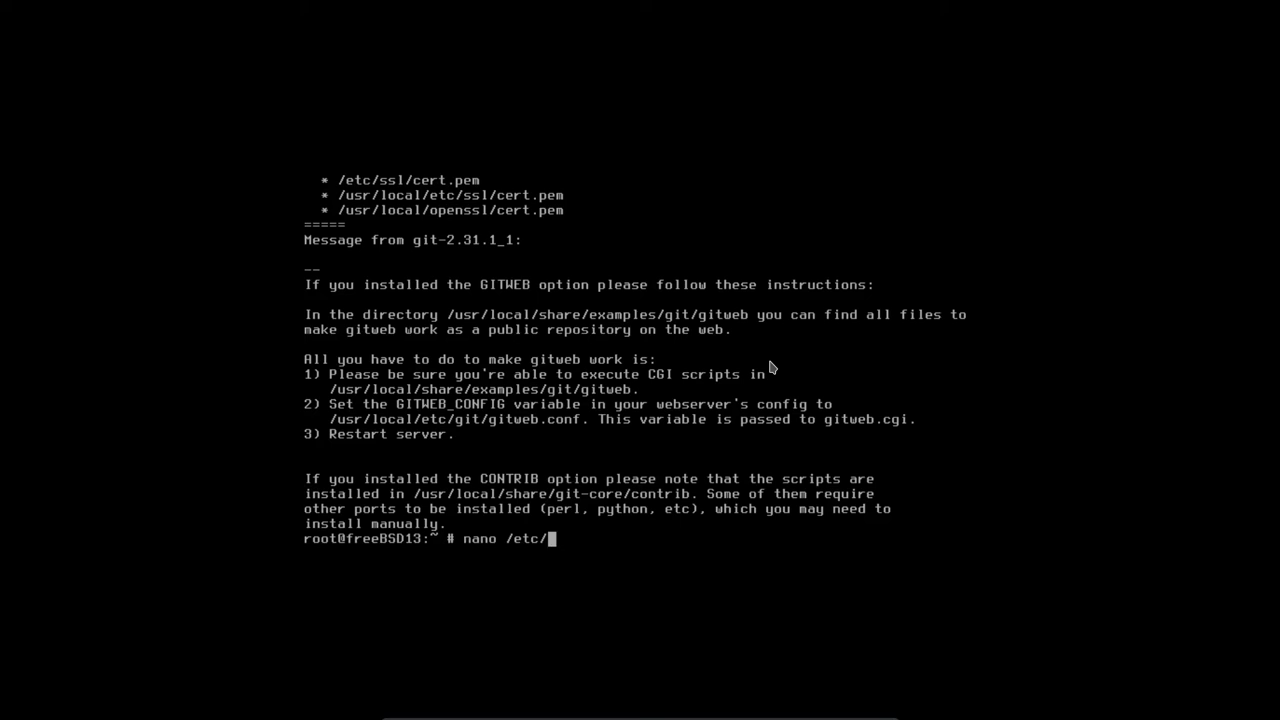 * /etc/ssl/cert.pem
* /usr/local/etc/ssl/cert.pem
* /usr/local/openssl/cert.pem
=====
Message from git-2.31.1_1:
--
If you installed the GITWEB option please follow these instructions:
In the directory /usr/local/share/examples/git/gitweb you can find all files to
make gitweb work as a public repository on the web.
All you have to do to make gitweb work is:
1) Please be sure you're able to execute CGI scripts in
/usr/local/share/examples/git/gitweb.
2) Set the GITWEB_CONFIG variable in your webserver's config to
/usr/local/etc/git/gitweb.conf. This variable is passed to gitweb.cgi.
3) Restart server.
If you installed the CONTRIB option please note that the scripts are
installed in /usr/local/share/git-core/contrib. Some of them require
other ports to be installed (perl, python, etc), which you may need to
install manually.
root@freeBSD13:~ # nano /etc/